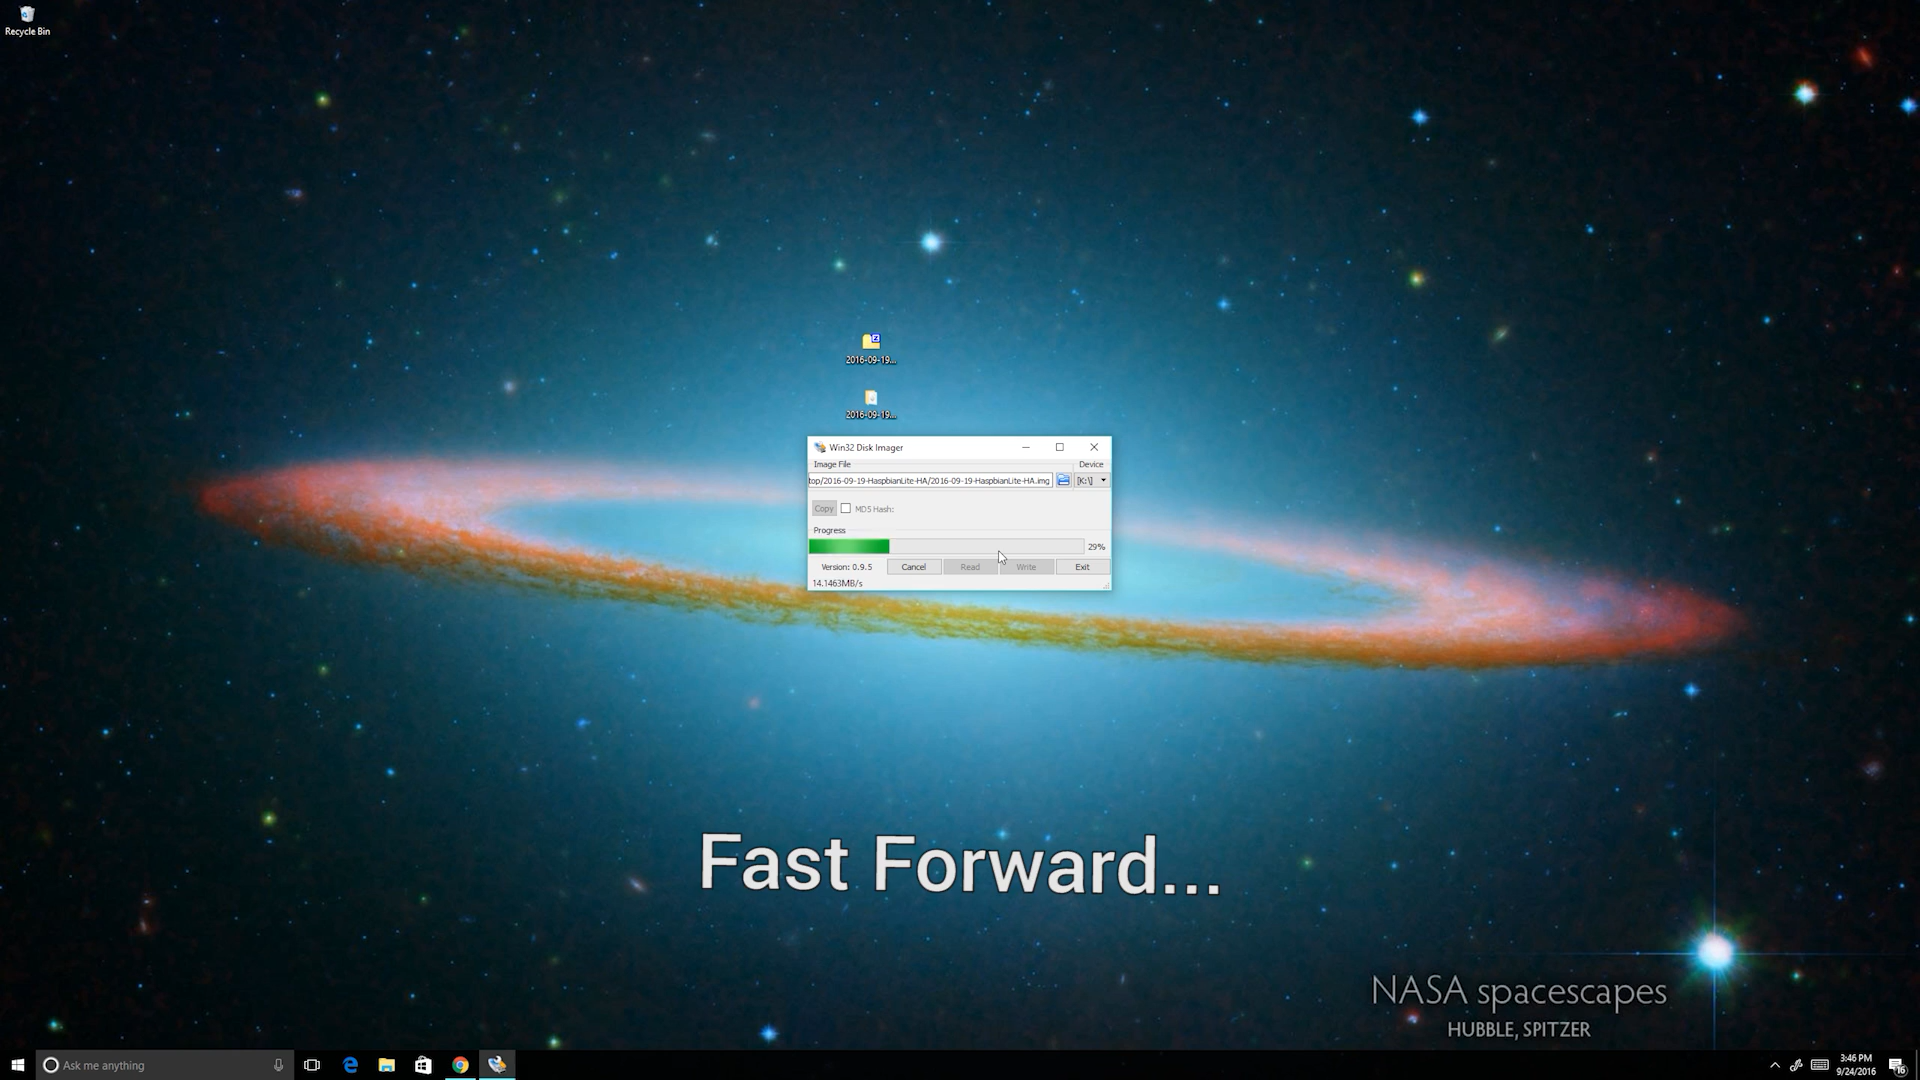 Recycle Bin
2016-09-19...
2016-09-19...
Win32 Disk Imager
Image File
Device
top/2016-09-19-HaspbianLite-HA/2016-09-19-HaspbianLite-HA.img
[K:\]
Copy
MD5 Hash:
Progress
29%
Version: 0.9.5
Cancel
Read
Write
Exit
14.1463MB/s
Fast Forward...
NASA spacescapes
HUBBLE, SPITZER
Ask me anything
3:46 PM
9/24/2016
16